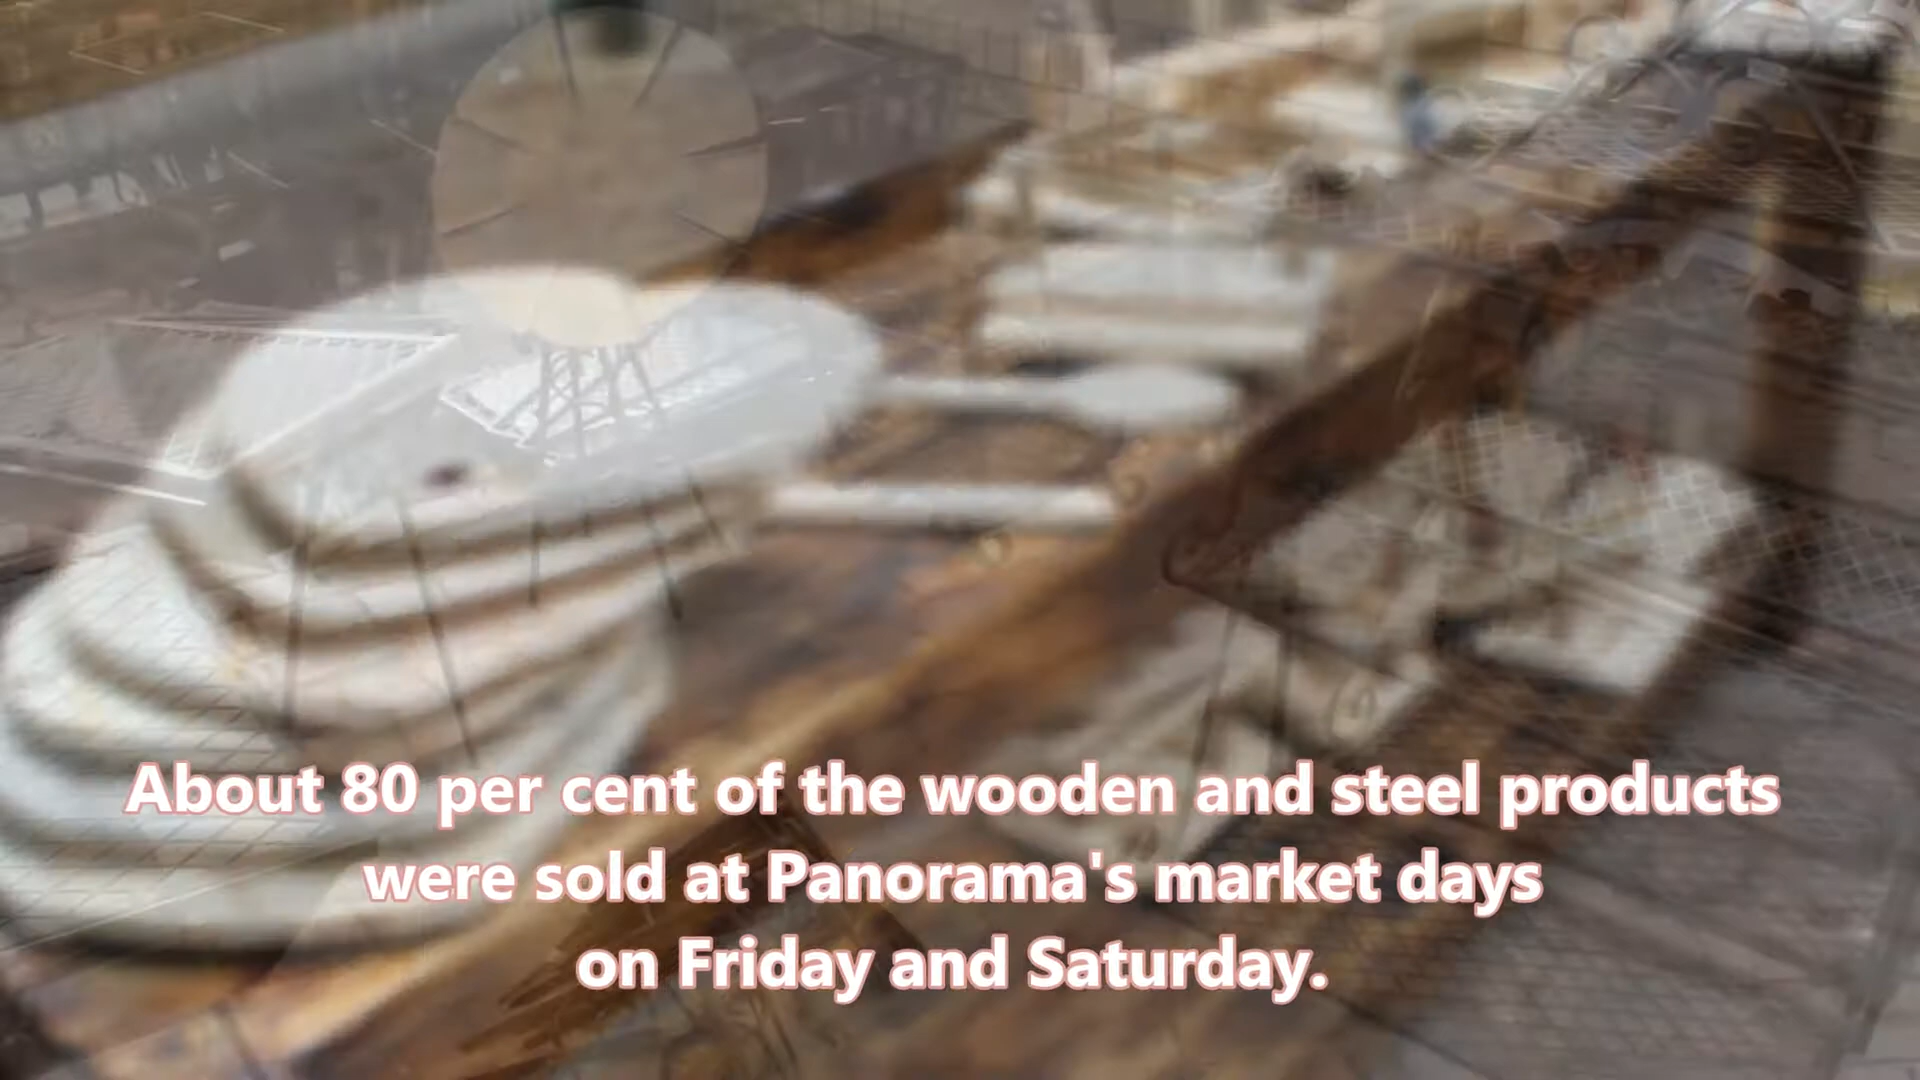 About 80 per cent of the wooden and steel products
were sold at Panorama's market days
on Friday and Saturday.